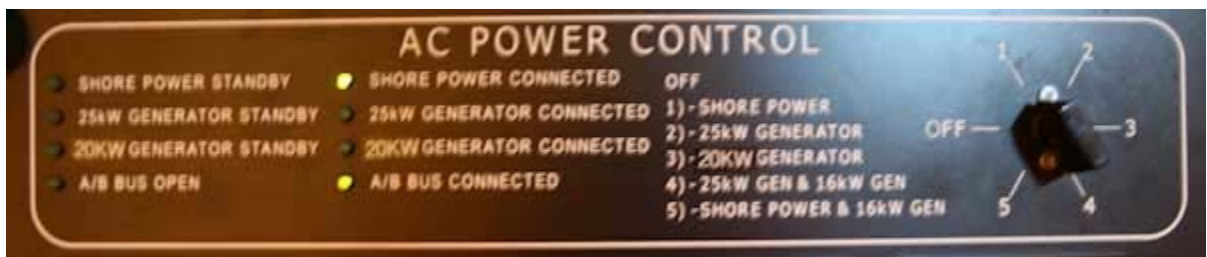 AC POWER CONTROL
SHORE POWER STANDBY
25kW GENERATOR STANDBY
20KW GENERATOR STANDBY
A/B BUS OPEN
SHORE POWER CONNECTED
25kW GENERATOR CONNECTED
20KW GENERATOR CONNECTED
A/B BUS CONNECTED
OFF
1)-SHORE POWER
2)-25kW GENERATOR
3)-20KW GENERATOR
4)-25kW GEN & 16kW GEN
5)-SHORE POWER & 16kW GEN
1 2
OFF 3
5 4